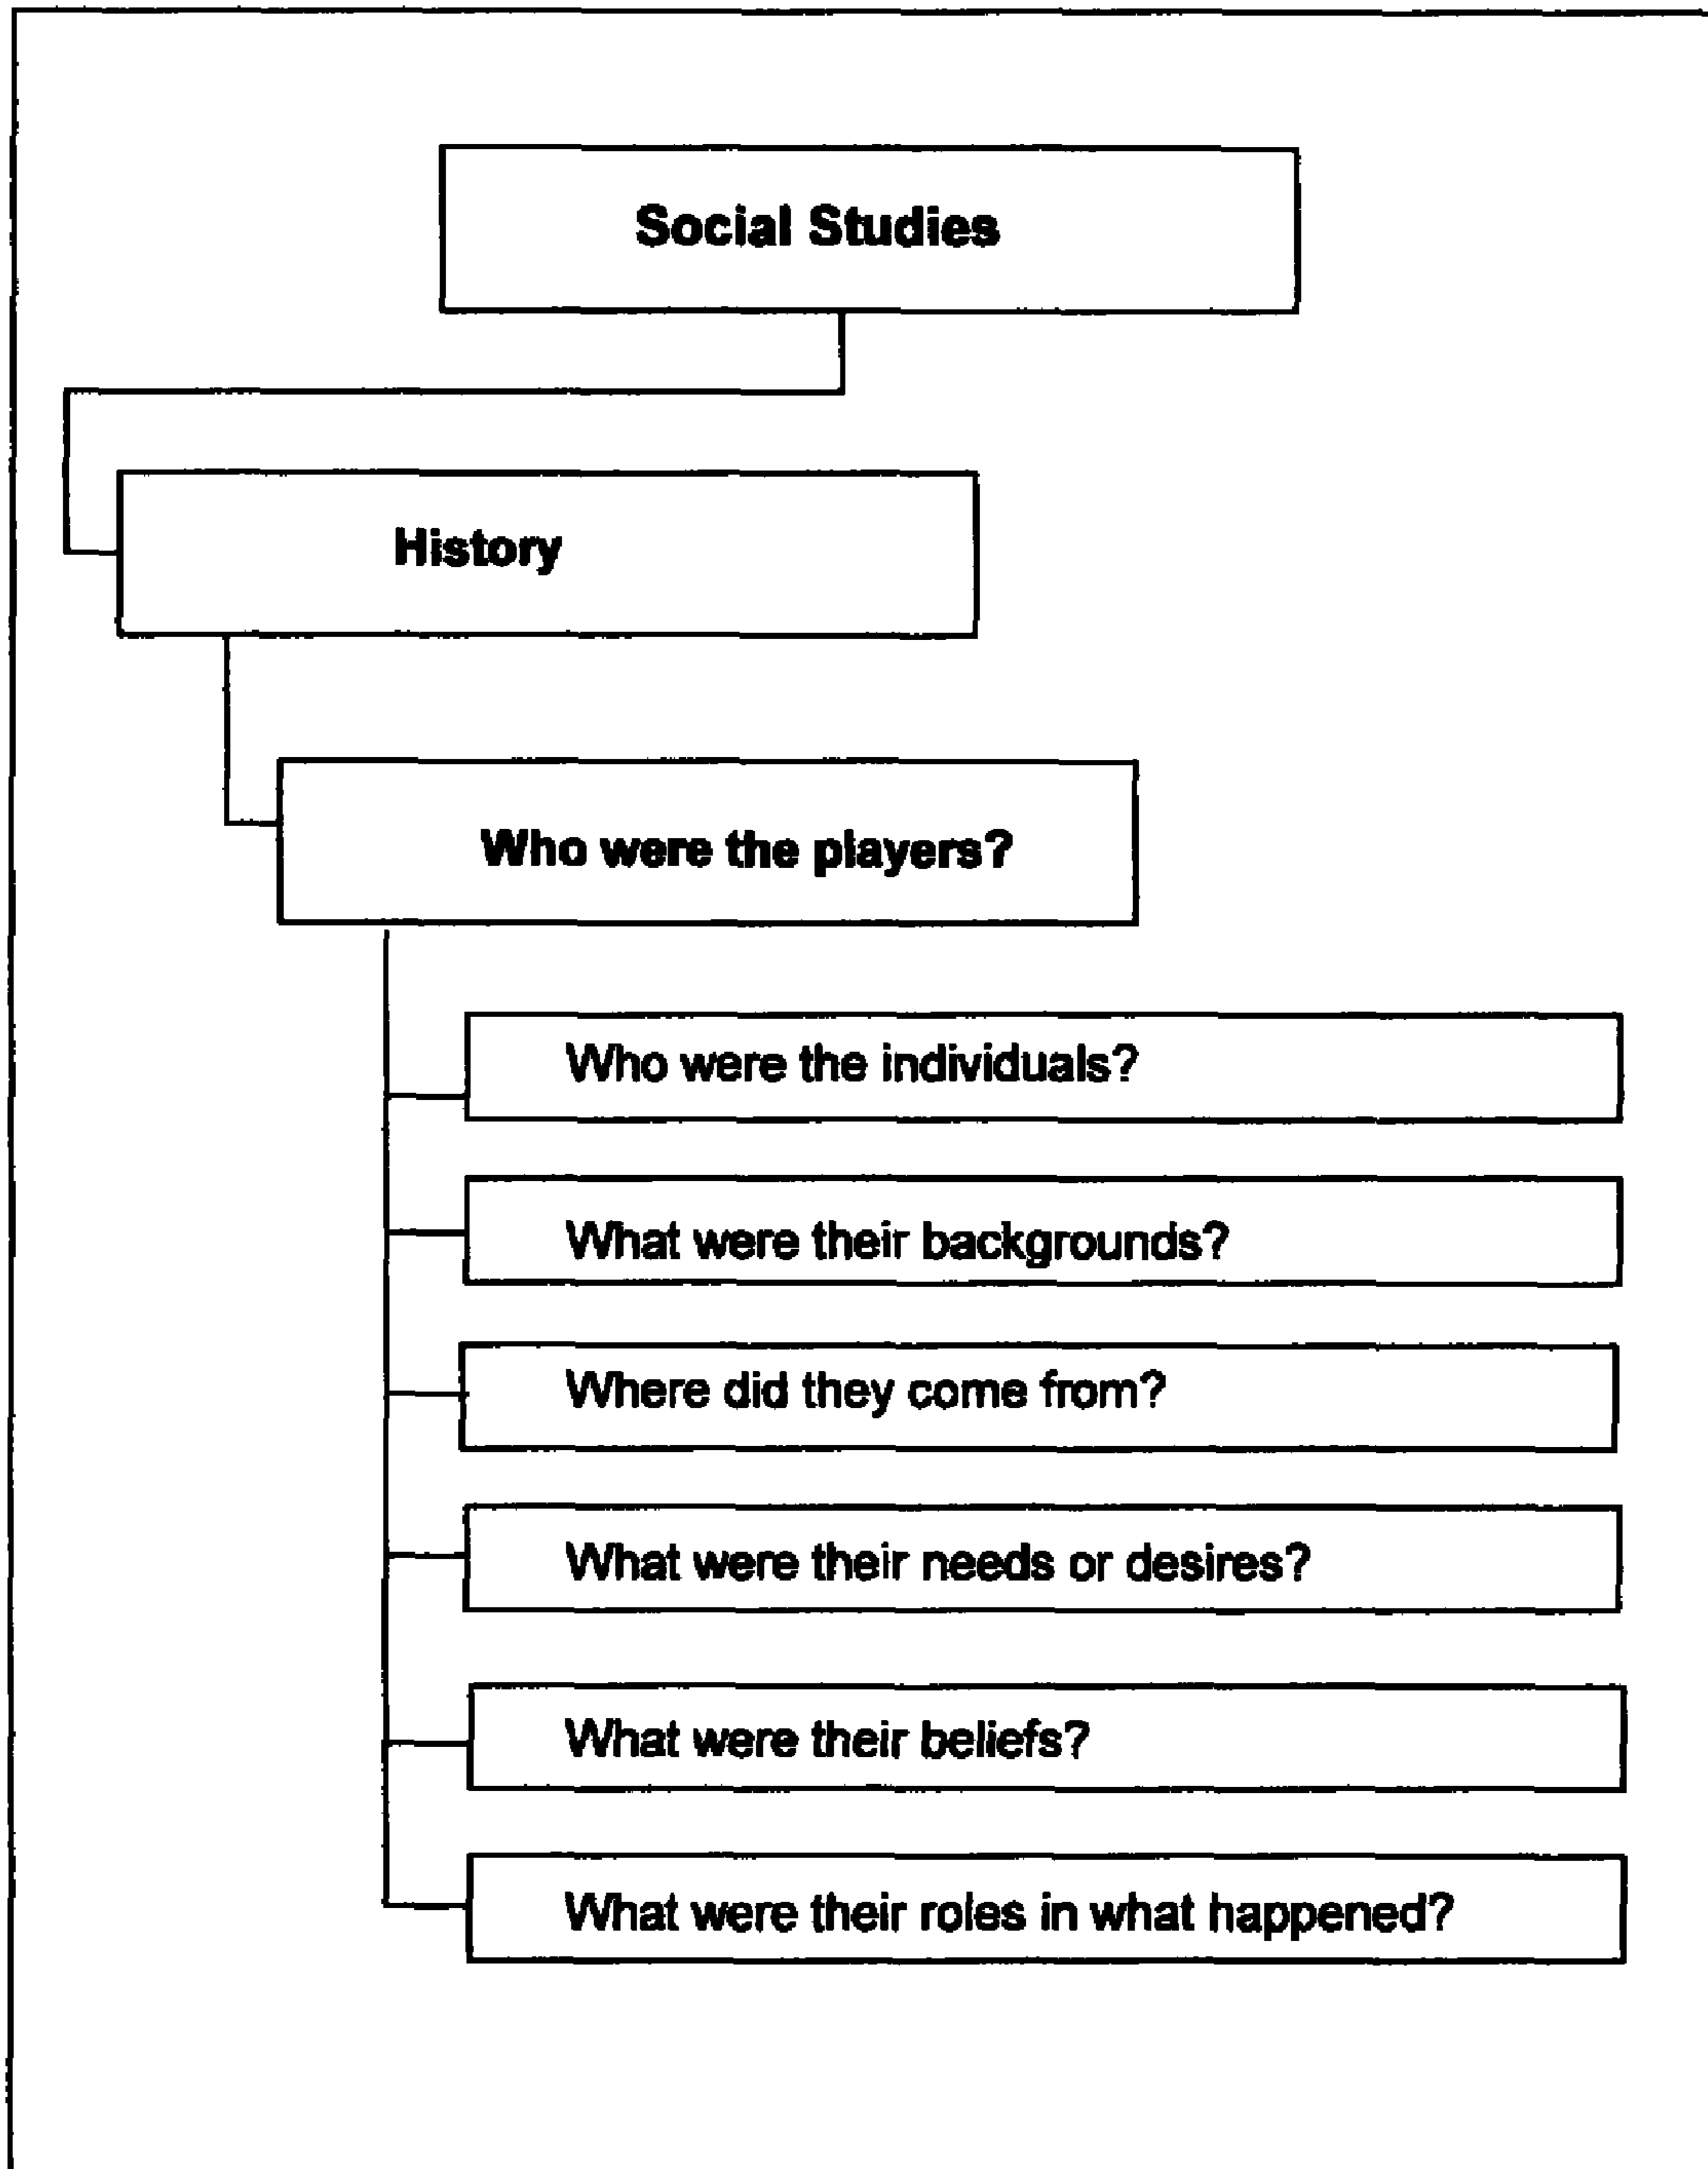 Social Studies
History
Who were the players?
Who were the individuals?
What were their backgrounds?
Where did they come from?
What were their needs or desires?
What were their beliefs?
What were their roles in what happened?